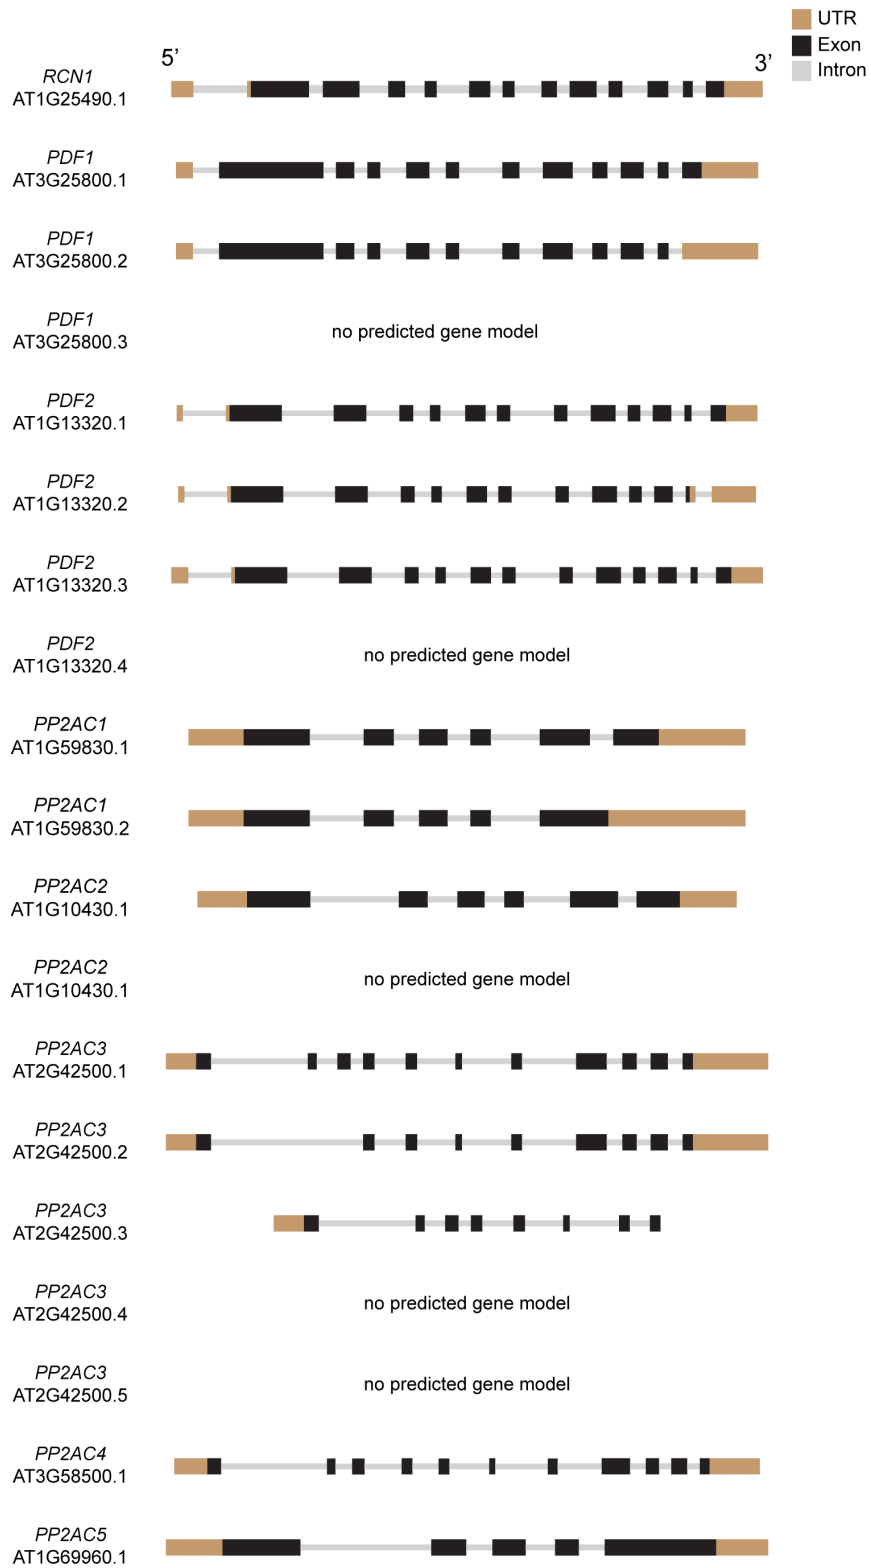 UTR
Exon
Intron
5’
3’
RCN1
AT1G25490.1
PDF1
AT3G25800.1
PDF1
AT3G25800.2
PDF1
AT3G25800.3
no predicted gene model
PDF2
AT1G13320.1
PDF2
AT1G13320.2
PDF2
AT1G13320.3
PDF2
AT1G13320.4
no predicted gene model
PP2AC1
AT1G59830.1
PP2AC1
AT1G59830.2
PP2AC2
AT1G10430.1
PP2AC2
AT1G10430.1
no predicted gene model
PP2AC3
AT2G42500.1
PP2AC3
AT2G42500.2
PP2AC3
AT2G42500.3
PP2AC3
AT2G42500.4
no predicted gene model
PP2AC3
AT2G42500.5
no predicted gene model
PP2AC4
AT3G58500.1
PP2AC5
AT1G69960.1